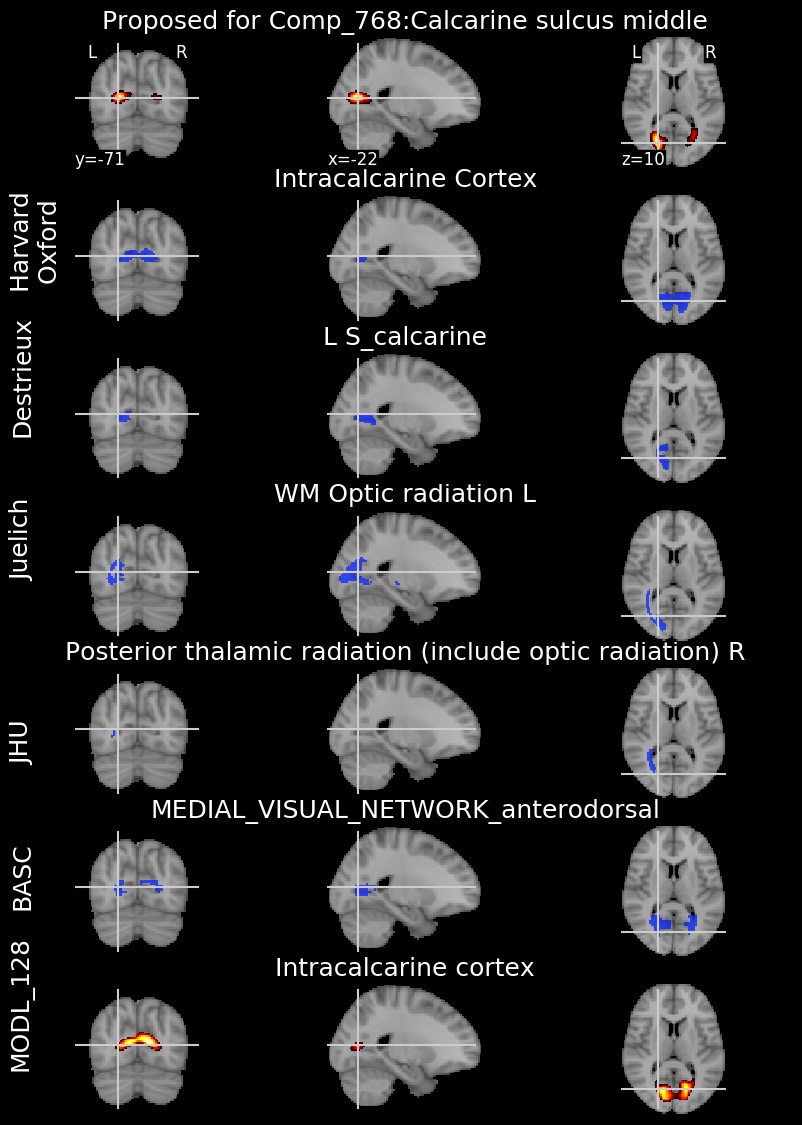 Proposed for Comp_768:Calcarine sulcus middle
L R
L R
y=-71
x=-22
z=10
Intracalcarine Cortex
Harvard
Oxford
L S_calcarine
Destrieux
WM Optic radiation L
Juelich
Posterior thalamic radiation (include optic radiation) R
JHU
MEDIAL_VISUAL_NETWORK_anterodorsal
BASC
Intracalcarine cortex
MODL_128